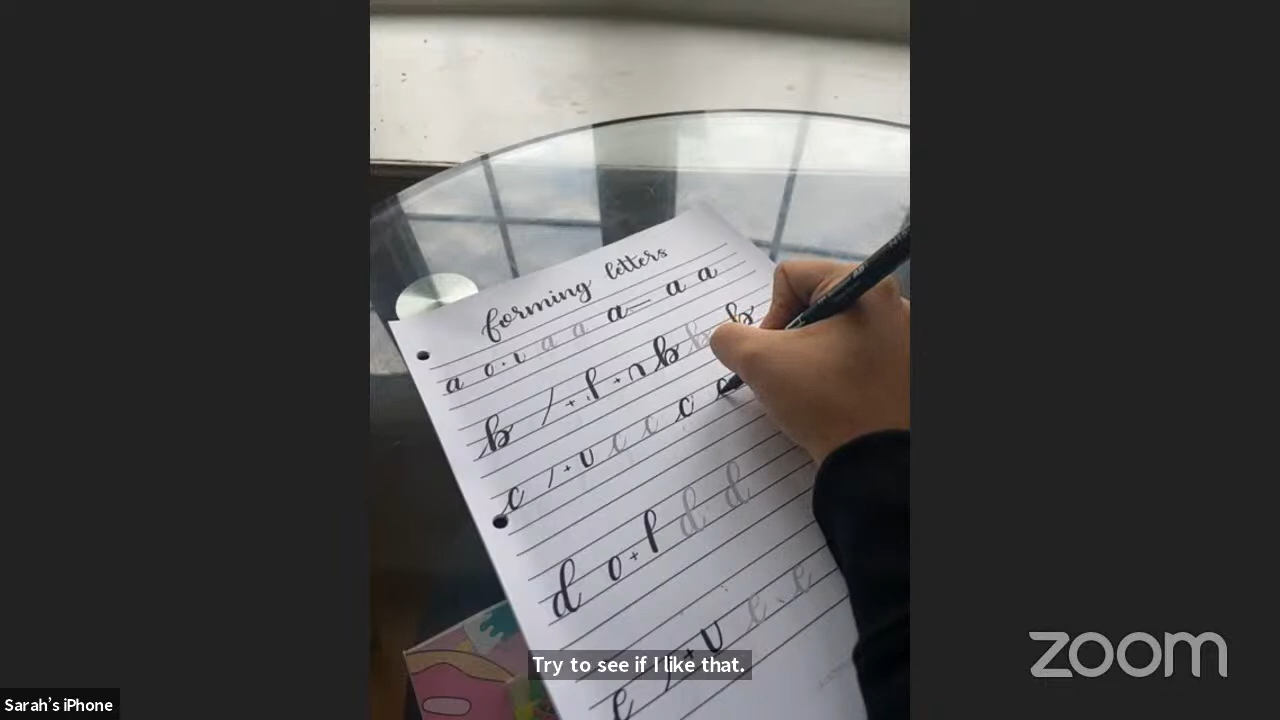 forming letters
a o · ι a a a a a
b / + l + n b b b
c / + υ c c c c
d o + l d d
e / + υ e e
Try to see if I like that.
zoom
Sarah's iPhone